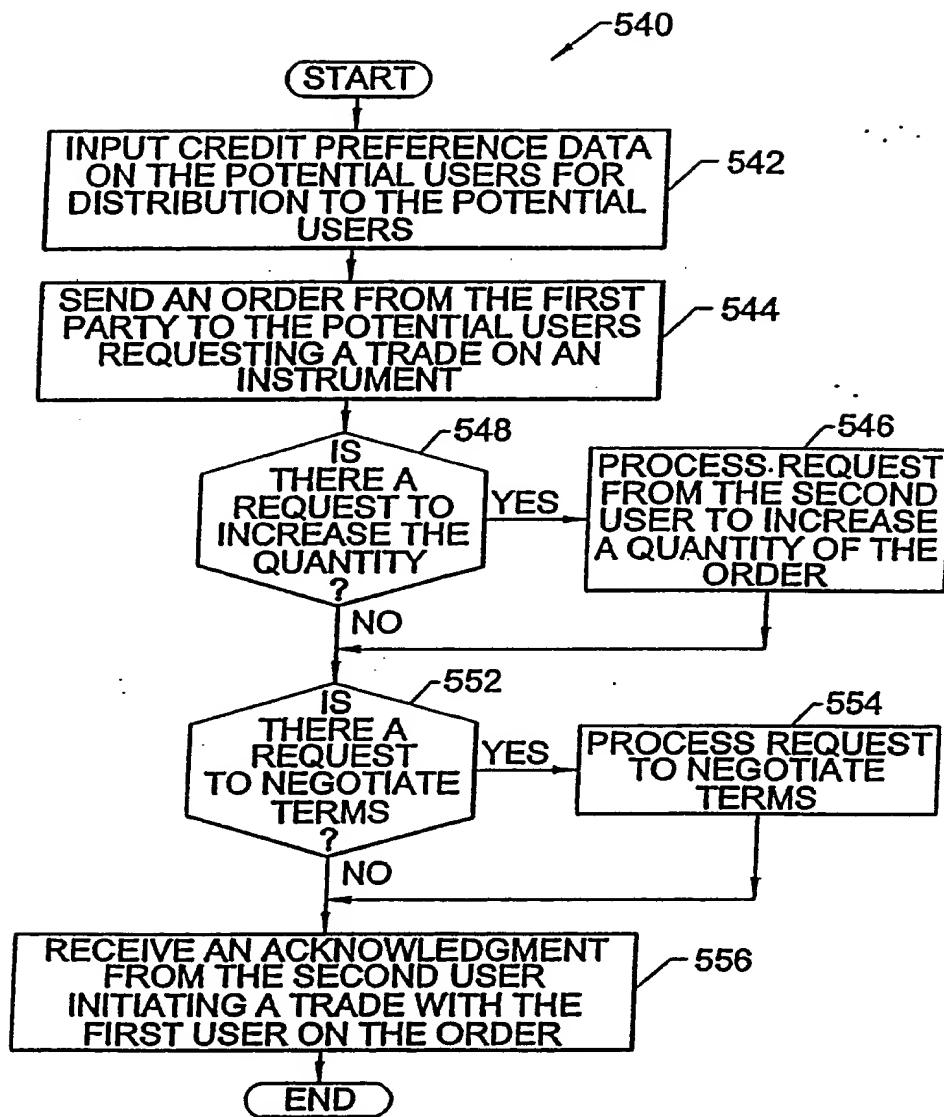 540
START
INPUT CREDIT PREFERENCE DATA
ON THE POTENTIAL USERS FOR
DISTRIBUTION TO THE POTENTIAL
USERS
542
SEND AN ORDER FROM THE FIRST
PARTY TO THE POTENTIAL USERS
REQUESTING A TRADE ON AN
INSTRUMENT
544
548
IS
THERE A
REQUEST TO
INCREASE THE
QUANTITY
?
YES
546
PROCESS REQUEST
FROM THE SECOND
USER TO INCREASE
A QUANTITY OF THE
ORDER
NO
552
IS
THERE A
REQUEST
TO NEGOTIATE
TERMS
?
YES
554
PROCESS REQUEST
TO NEGOTIATE
TERMS
NO
RECEIVE AN ACKNOWLEDGMENT
FROM THE SECOND USER
INITIATING A TRADE WITH THE
FIRST USER ON THE ORDER
556
END